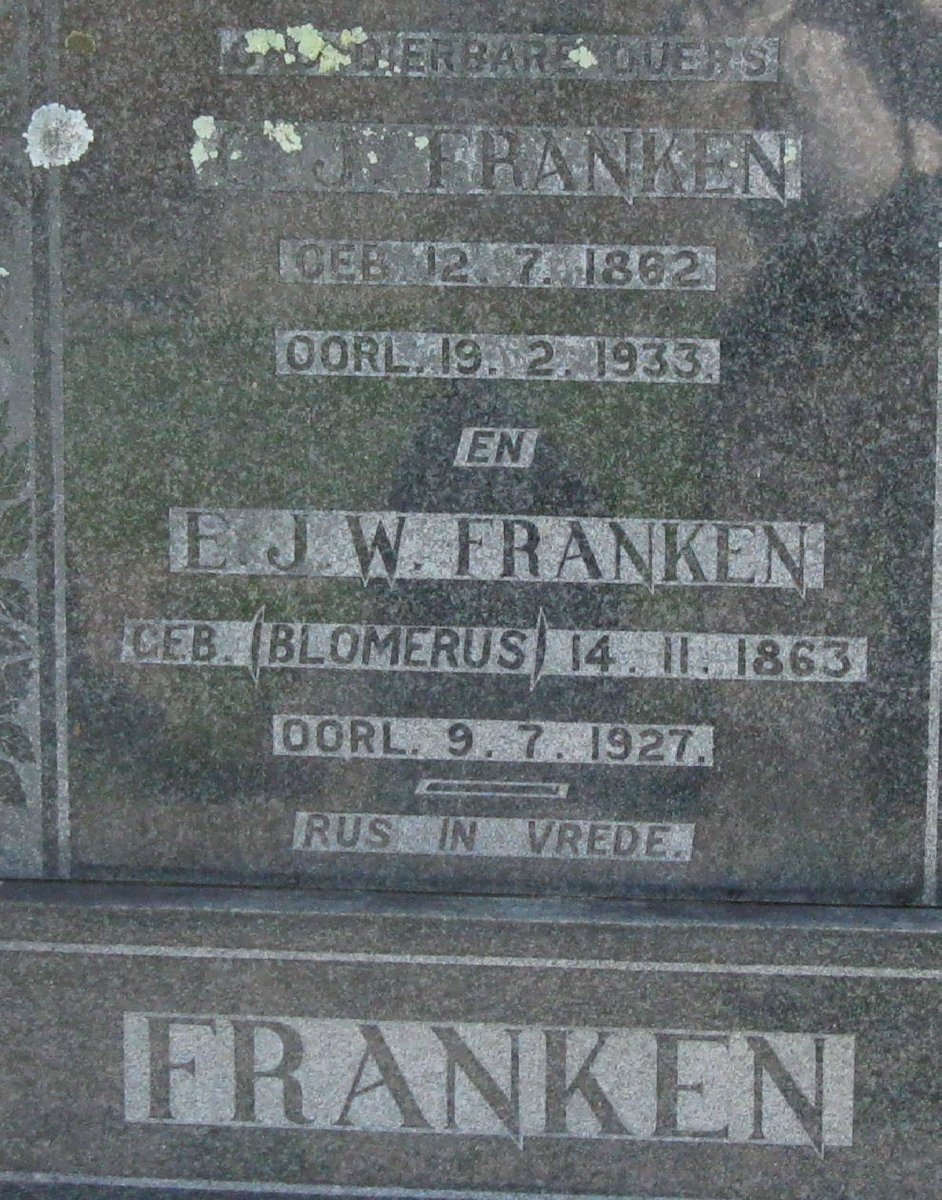 DIERBARE OUERS
J. FRANKEN
GEB. 12. 7. 1862
OORL. 19. 2. 1933.
EN
E. J. W. FRANKEN
GEB. (BLOMERUS) 14. 11. 1863
OORL. 9. 7. 1927.
RUS IN VREDE.
FRANKEN